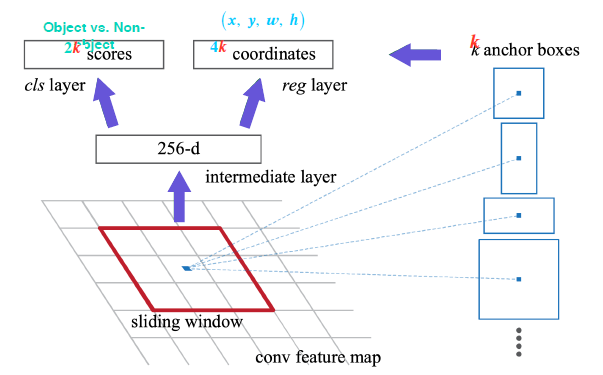 Object vs. Non-object
(x, y, w, h)
2k scores
4k coordinates
k anchor boxes
cls layer
reg layer
256-d
intermediate layer
sliding window
conv feature map